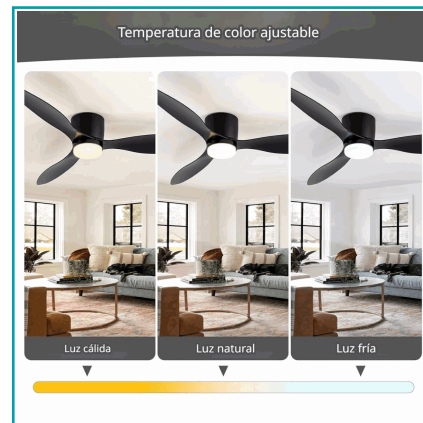 Temperatura de color ajustable
Luz cálida
Luz natural
Luz fría